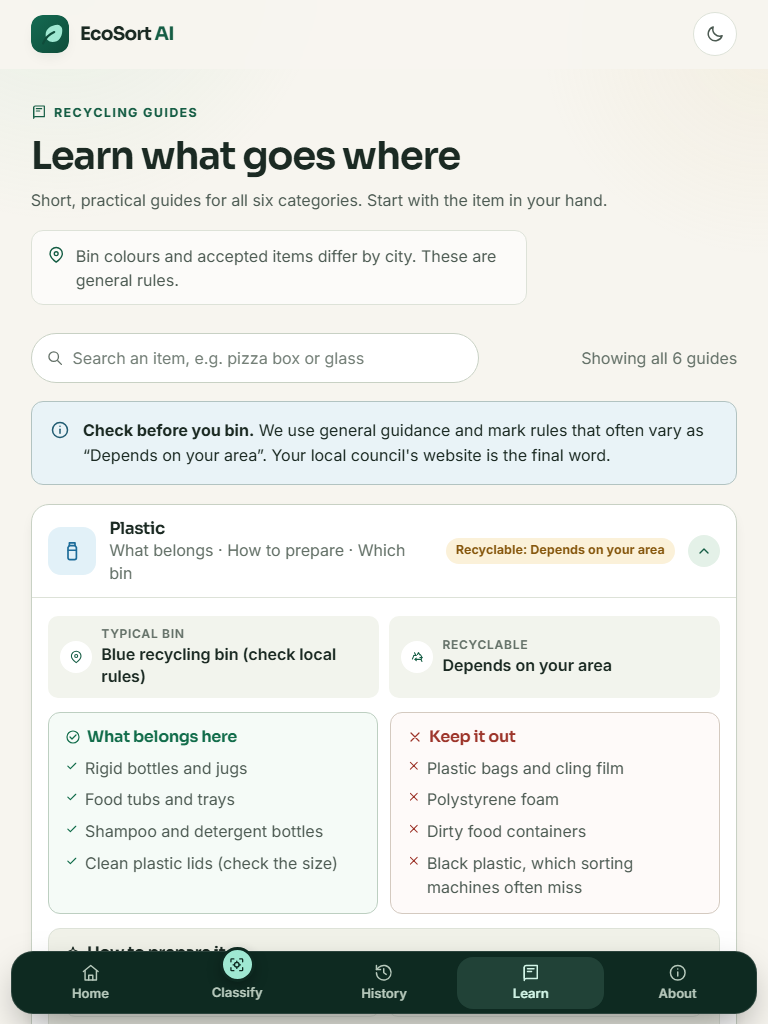 EcoSort AI
RECYCLING GUIDES
Learn what goes where
Short, practical guides for all six categories. Start with the item in your hand.
Bin colours and accepted items differ by city. These are
general rules.
Search an item, e.g. pizza box or glass
Showing all 6 guides
Check before you bin. We use general guidance and mark rules that often vary as
“Depends on your area”. Your local council's website is the final word.
Plastic
What belongs · How to prepare · Which
bin
Recyclable: Depends on your area
TYPICAL BIN
Blue recycling bin (check local
rules)
RECYCLABLE
Depends on your area
What belongs here
Rigid bottles and jugs
Food tubs and trays
Shampoo and detergent bottles
Clean plastic lids (check the size)
Keep it out
Plastic bags and cling film
Polystyrene foam
Dirty food containers
Black plastic, which sorting
machines often miss
How to prepare it
Home
Classify
History
Learn
About